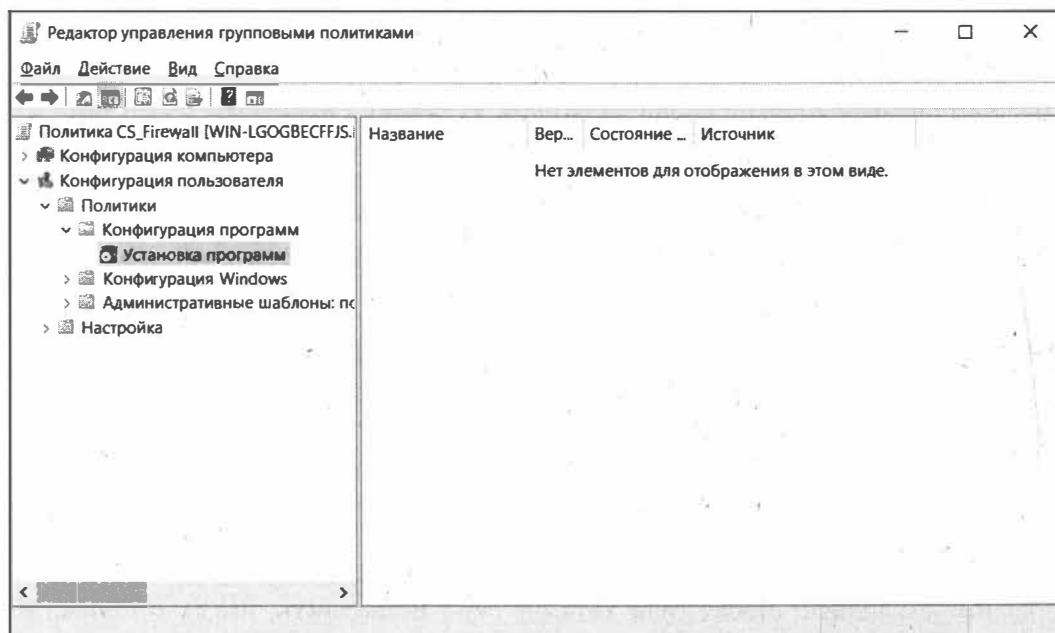 Редактор управления групповыми политиками
Файл Действие Вид Справка
Политика CS_Firewall [WIN-LGOGBECFFJS.i
Конфигурация компьютера
Конфигурация пользователя
Политики
Конфигурация программ
Установка программ
Конфигурация Windows
Административные шаблоны: по
Настройка
Название Вер... Состояние ... Источник
Нет элементов для отображения в этом виде.